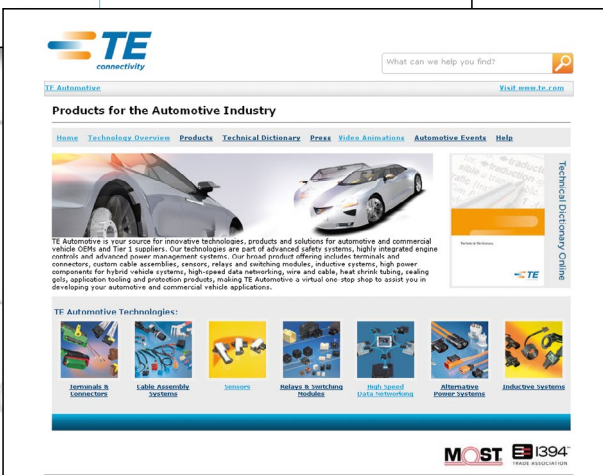 TE
connectivity
What can we help you find?
TE Automotive
Visit www.te.com
Products for the Automotive Industry
Home Technology Overview Products Technical Dictionary Press Video Animations Automotive Events Help
TE Automotive is your source for innovative technologies, products and solutions for automotive and commercial
vehicle OEMs and Tier 1 suppliers. Our technologies are part of advanced safety systems, highly integrated engine
controls and advanced power management systems. Our broad product offering includes terminals and
connectors, custom cable assemblies, sensors, relays and switching modules, inductive systems, high power
components for hybrid vehicle systems, high-speed data networking, wire and cable, heat shrink tubing, sealing
gels, application tooling and protection products, making TE Automotive a virtual one-stop shop to assist you in
developing your automotive and commercial vehicle applications.
Technical Dictionary
TE
Technical Dictionary Online
TE Automotive Technologies:
Terminals &
Connectors
Cable Assembly
Systems
Sensors
Relays & Switching
Modules
High Speed
Data Networking
Alternative
Power Systems
Inductive Systems
MOST
1394
TRADE ASSOCIATION